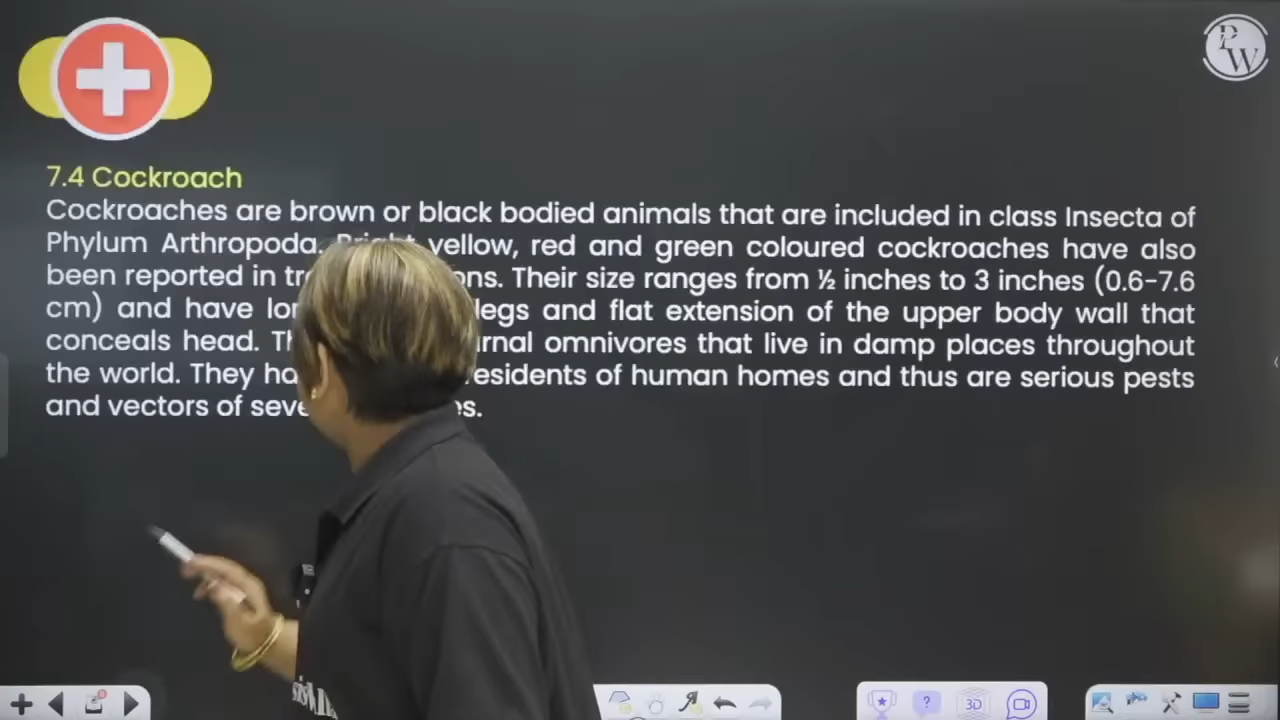 PW
7.4 Cockroach
Cockroaches are brown or black bodied animals that are included in class Insecta of
Phylum Arthropoda. Bright yellow, red and green coloured cockroaches have also
been reported in ons. Their size ranges from ½ inches to 3 inches (0.6-7.6
cm) and have legs and flat extension of the upper body wall that
conceals head. omnivores that live in damp places throughout
the world. They of human homes and thus are serious pests
and vectors of
3D